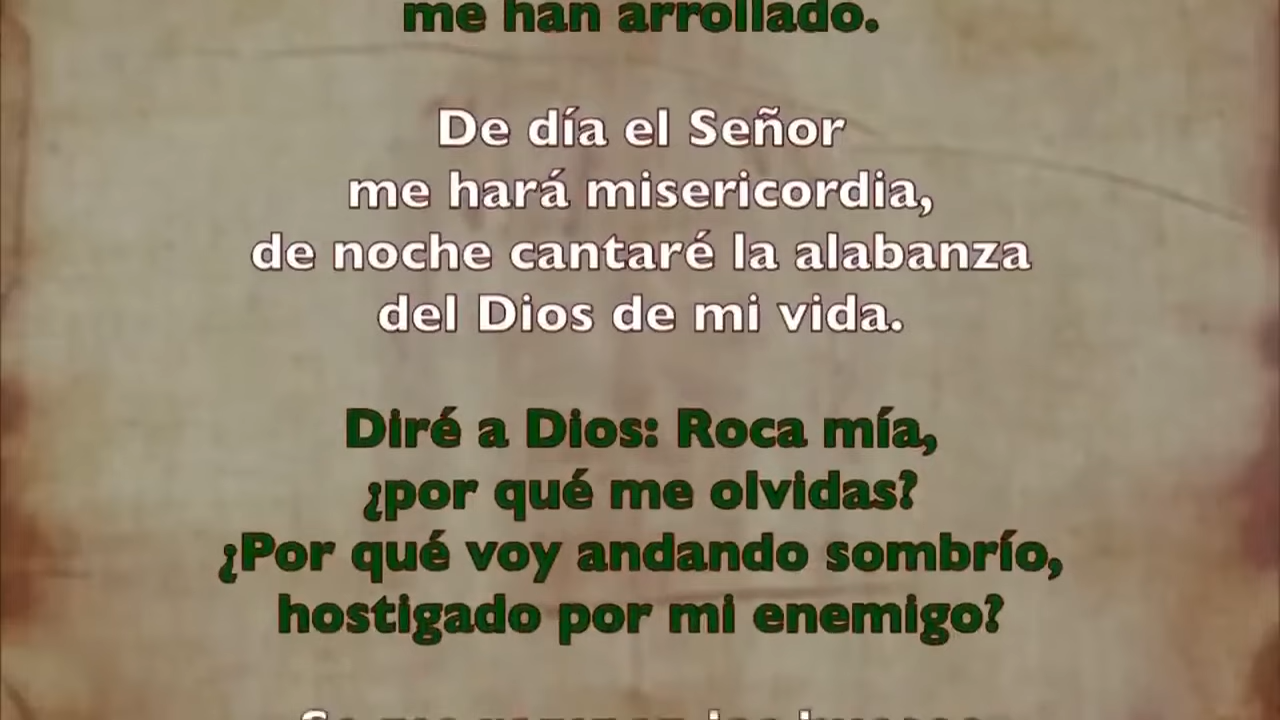 me han arrollado.
De día el Señor
me hará misericordia,
de noche cantaré la alabanza
del Dios de mi vida.
Diré a Dios: Roca mía,
¿por qué me olvidas?
¿Por qué voy andando sombrío,
hostigado por mi enemigo?